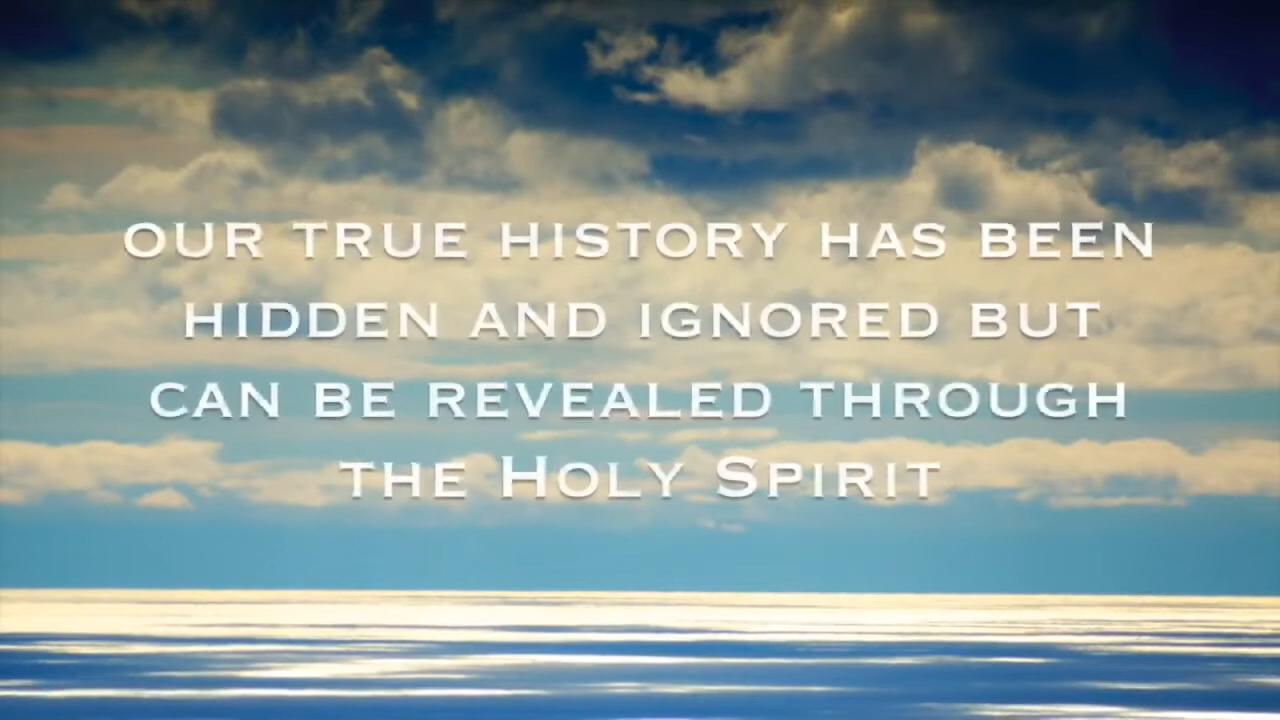 OUR TRUE HISTORY HAS BEEN
HIDDEN AND IGNORED BUT
CAN BE REVEALED THROUGH
THE HOLY SPIRIT